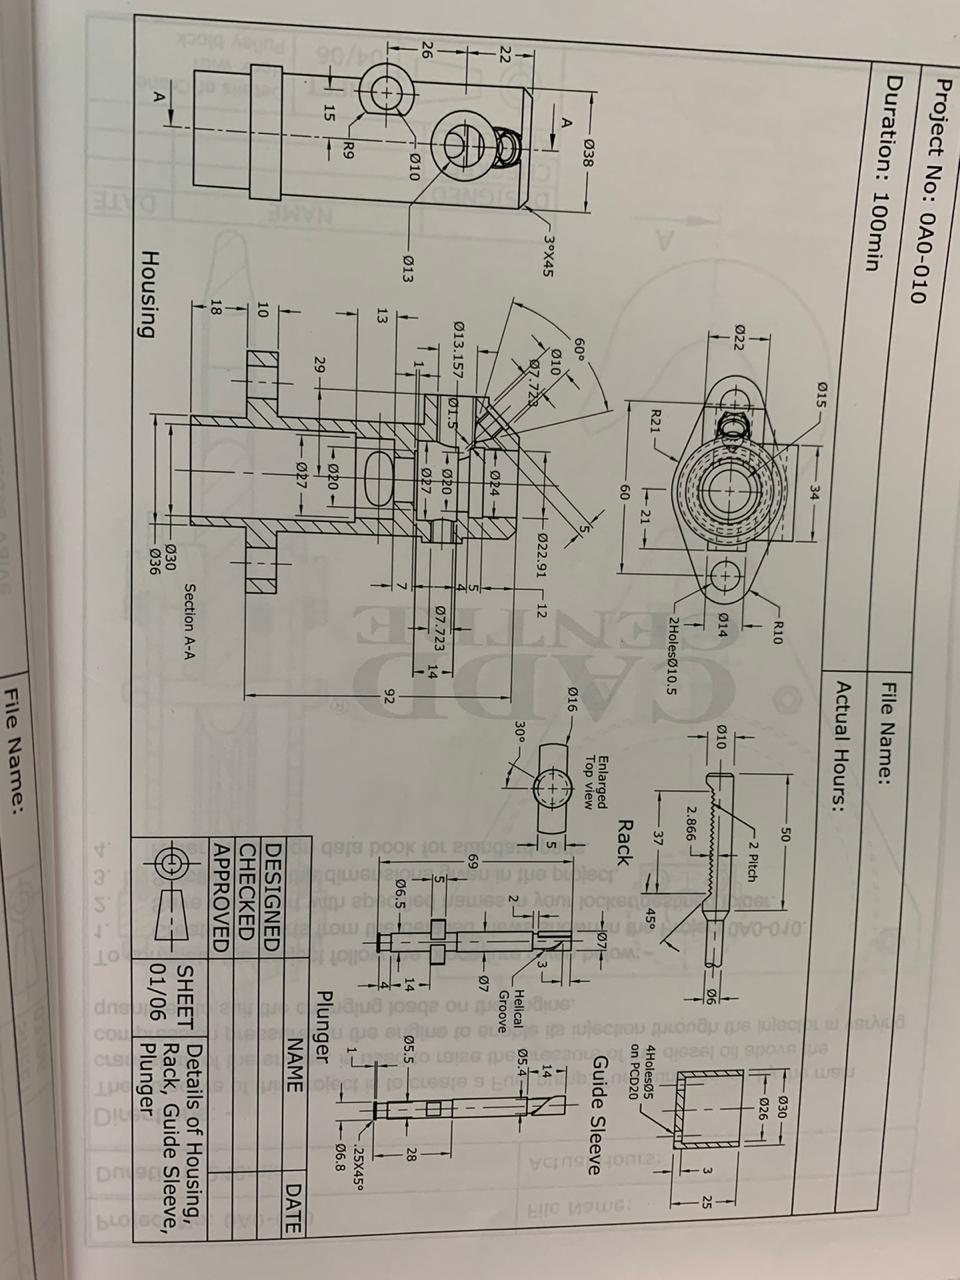 Project No: 0A0-010
Duration: 100min
File Name:
Actual Hours:
Ø15
34
R10
Ø22
Ø14
2HolesØ10.5
R21
21
60
50
2 Pitch
Ø10
Ø6
2.866
37
45°
Rack
Ø30
Ø26
3
25
4HolesØ5
on PCD20
Guide Sleeve
Ø38
A
3°X45
22
26
Ø10
Ø13
R9
15
A
Housing
60°
5
Ø10
Ø7.723
Ø22.91
12
Ø24
5
4
Ø13.157
Ø1.5
Ø20
Ø7.723
14
Ø27
1
7
13
92
Ø20
29
Ø27
10
18
Section A-A
Ø30
Ø36
Enlarged
Top view
Ø16
5
30°
Ø7
3
2
Helical
Groove
69
Ø7
5
14
Ø6.5
4
Plunger
14
Ø5.4
Ø5.5
28
1
.25X45°
Ø6.8
NAME
DATE
DESIGNED
CHECKED
APPROVED
SHEET
01/06
Details of Housing,
Rack, Guide Sleeve,
Plunger
File Name: